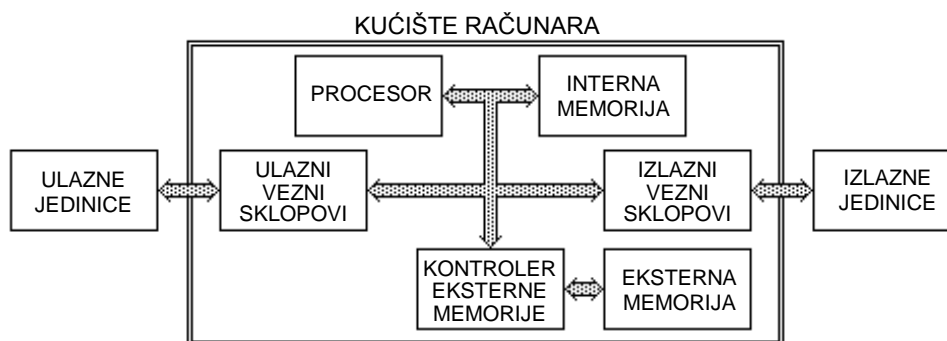 KUĆIŠTE RAČUNARA
PROCESOR
INTERNA
MEMORIJA
ULAZNE
JEDINICE
ULAZNI
VEZNI
SKLOPOVI
IZLAZNI
VEZNI
SKLOPOVI
IZLAZNE
JEDINICE
KONTROLER
EKSTERNE
MEMORIJE
EKSTERNA
MEMORIJA